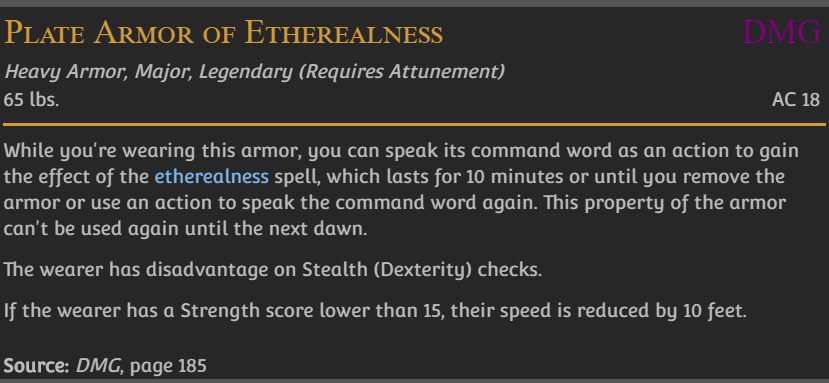 Plate Armor of Etherealness DMG
Heavy Armor, Major, Legendary (Requires Attunement)
65 lbs. AC 18
While you're wearing this armor, you can speak its command word as an action to gain
the effect of the etherealness spell, which lasts for 10 minutes or until you remove the
armor or use an action to speak the command word again. This property of the armor
can't be used again until the next dawn.
The wearer has disadvantage on Stealth (Dexterity) checks.
If the wearer has a Strength score lower than 15, their speed is reduced by 10 feet.
Source: DMG, page 185